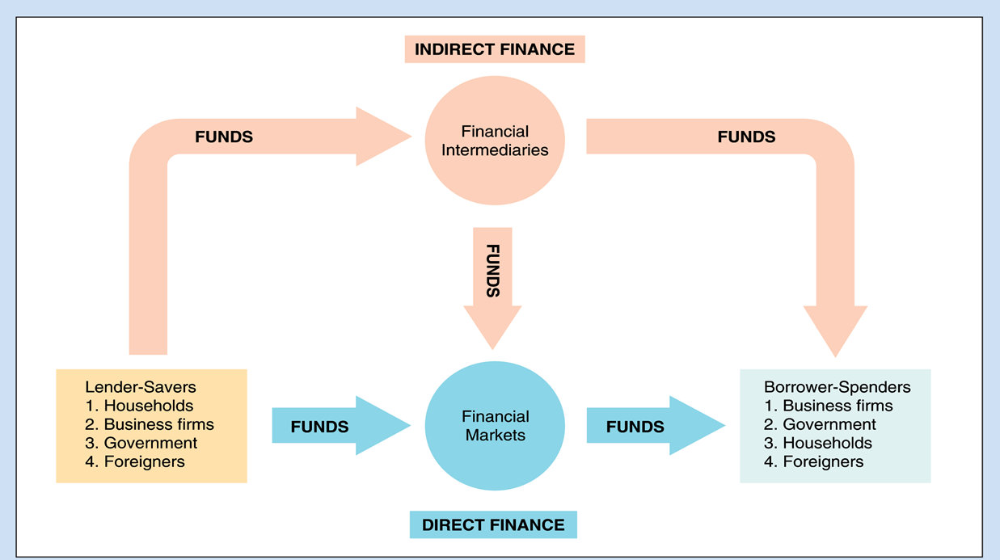 INDIRECT FINANCE
Financial
Intermediaries
FUNDS
FUNDS
FUNDS
Lender-Savers
1. Households
2. Business firms
3. Government
4. Foreigners
FUNDS
Financial
Markets
FUNDS
Borrower-Spenders
1. Business firms
2. Government
3. Households
4. Foreigners
DIRECT FINANCE